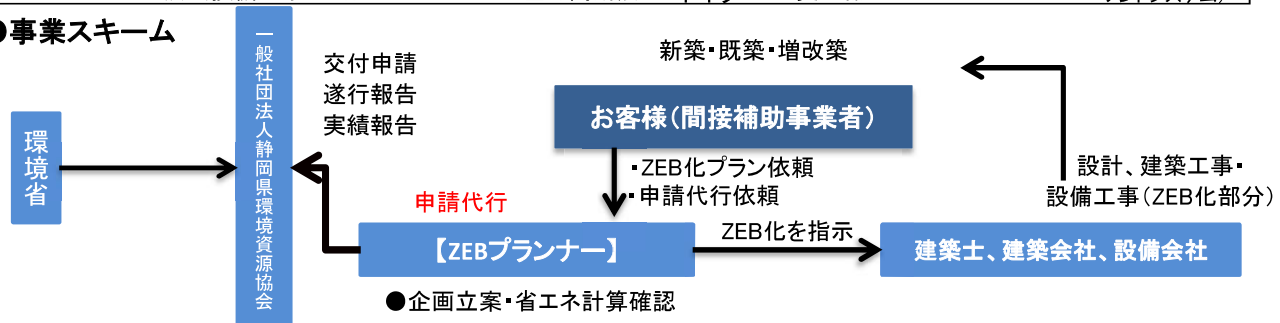 ●事業スキーム
環境省
一般社団法人静岡県環境資源協会
交付申請
遂行報告
実績報告
新築・既築・増改築
お客様(間接補助事業者)
・ZEB化プラン依頼
・申請代行依頼
申請代行
【ZEBプランナー】
ZEB化を指示
設計、建築工事・
設備工事(ZEB化部分)
建築士、建築会社、設備会社
●企画立案・省エネ計算確認